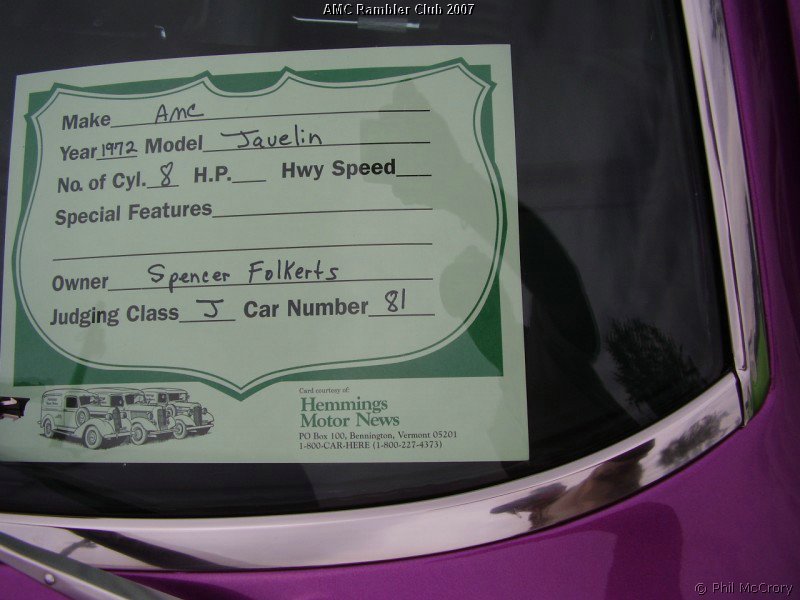 AMC Rambler Club 2007
Make AMC
Year 1972 Model Javelin
No. of Cyl. 8 H.P. Hwy Speed
Special Features
Owner Spencer Folkerts
Judging Class J Car Number 81
Card courtesy of:
Hemmings
Motor News
PO Box 100, Bennington, Vermont 05201
1-800-CAR-HERE (1-800-227-4373)
© Phil McCrory